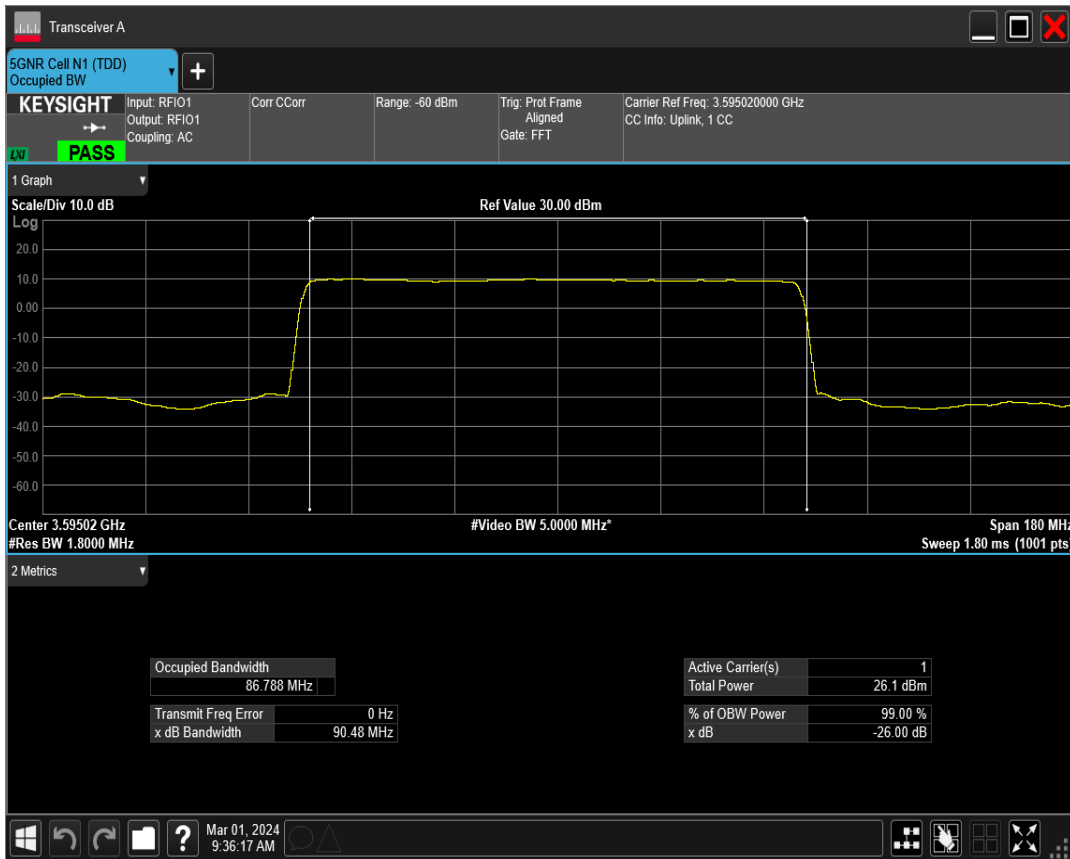 Transceiver A
5GNR Cell N1 (TDD)
Occupied BW
+
KEYSIGHT
Input: RFIO1
Output: RFIO1
Coupling: AC
Corr CCorr
Range: -60 dBm
Trig: Prot Frame
Aligned
Gate: FFT
Carrier Ref Freq: 3.595020000 GHz
CC Info: Uplink, 1 CC
LXI
PASS
1 Graph
Scale/Div 10.0 dB
Ref Value 30.00 dBm
Log
20.0
10.0
0.00
-10.0
-20.0
-30.0
-40.0
-50.0
-60.0
Center 3.59502 GHz
#Video BW 5.0000 MHz*
Span 180 MHz
#Res BW 1.8000 MHz
Sweep 1.80 ms (1001 pts)
2 Metrics
Occupied Bandwidth
86.788 MHz
Transmit Freq Error 0 Hz
x dB Bandwidth 90.48 MHz
Active Carrier(s) 1
Total Power 26.1 dBm
% of OBW Power 99.00 %
x dB -26.00 dB
?
Mar 01, 2024
9:36:17 AM